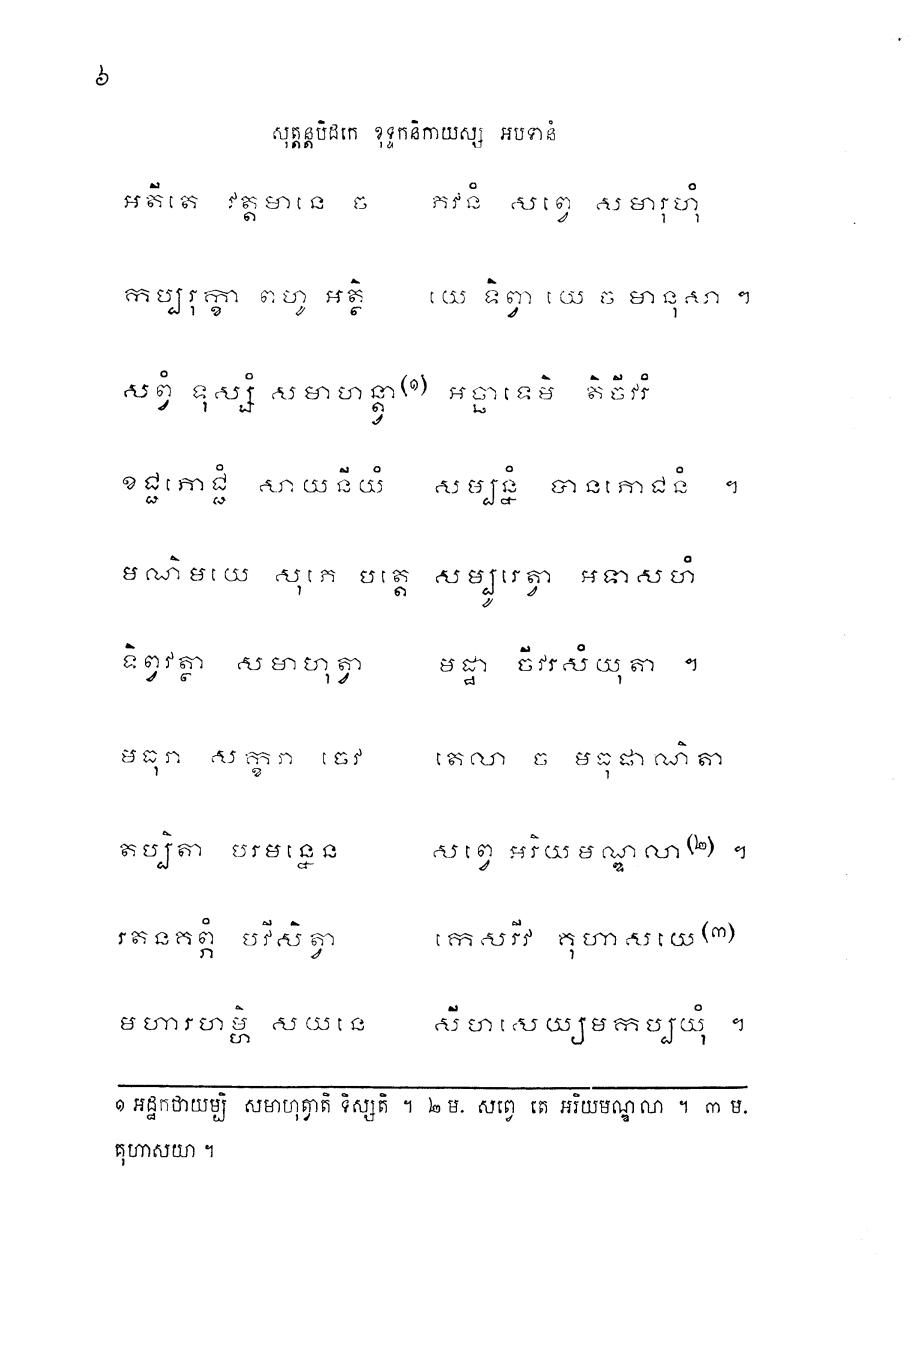 ៦
សុត្តន្តបិដកេ ខុទ្ទកនិកាយស្ស អបទានំ
អតីតេ វត្តមានេ ច ភវនំ សព្វេ សមារុហុំ
កប្បរុក្ខា ពហូ អត្ថិ យេ ទិព្វា យេ ច មានុសា ។
សព្វំ ទុស្សំ សមាហន្ត្វា(១) អច្ឆាទេមិ តិចីវរំ
ខជ្ជភោជ្ជំ សាយនីយំ សម្បន្នំ បានភោជនំ ។
មណិមយេ សុភេ បត្តេ សម្បូរេត្វា អទាសហំ
ទិព្វវត្ថា សមាហុត្វា មដ្ឋា ចីវរសំយុតា ។
មធុរា សក្ខរា ចេវ តេលា ច មធុផាណិតា
តប្បិតា បរមន្នេន សព្វេ អរិយមណ្ឌលា(២) ។
រតនគព្ភំ បវីសិត្វា កេសរីវ គុហាសយេ(៣)
មហារហម្ហិ សយនេ សីហសេយ្យមកប្បយុំ ។
១ អដ្ឋកថាយម្បិ សមាហុត្វាតិ ទិស្សតិ ។ ២ ម. សព្វេ តេ អរិយមណ្ឌលា ។ ៣ ម.
គុហាសយា ។